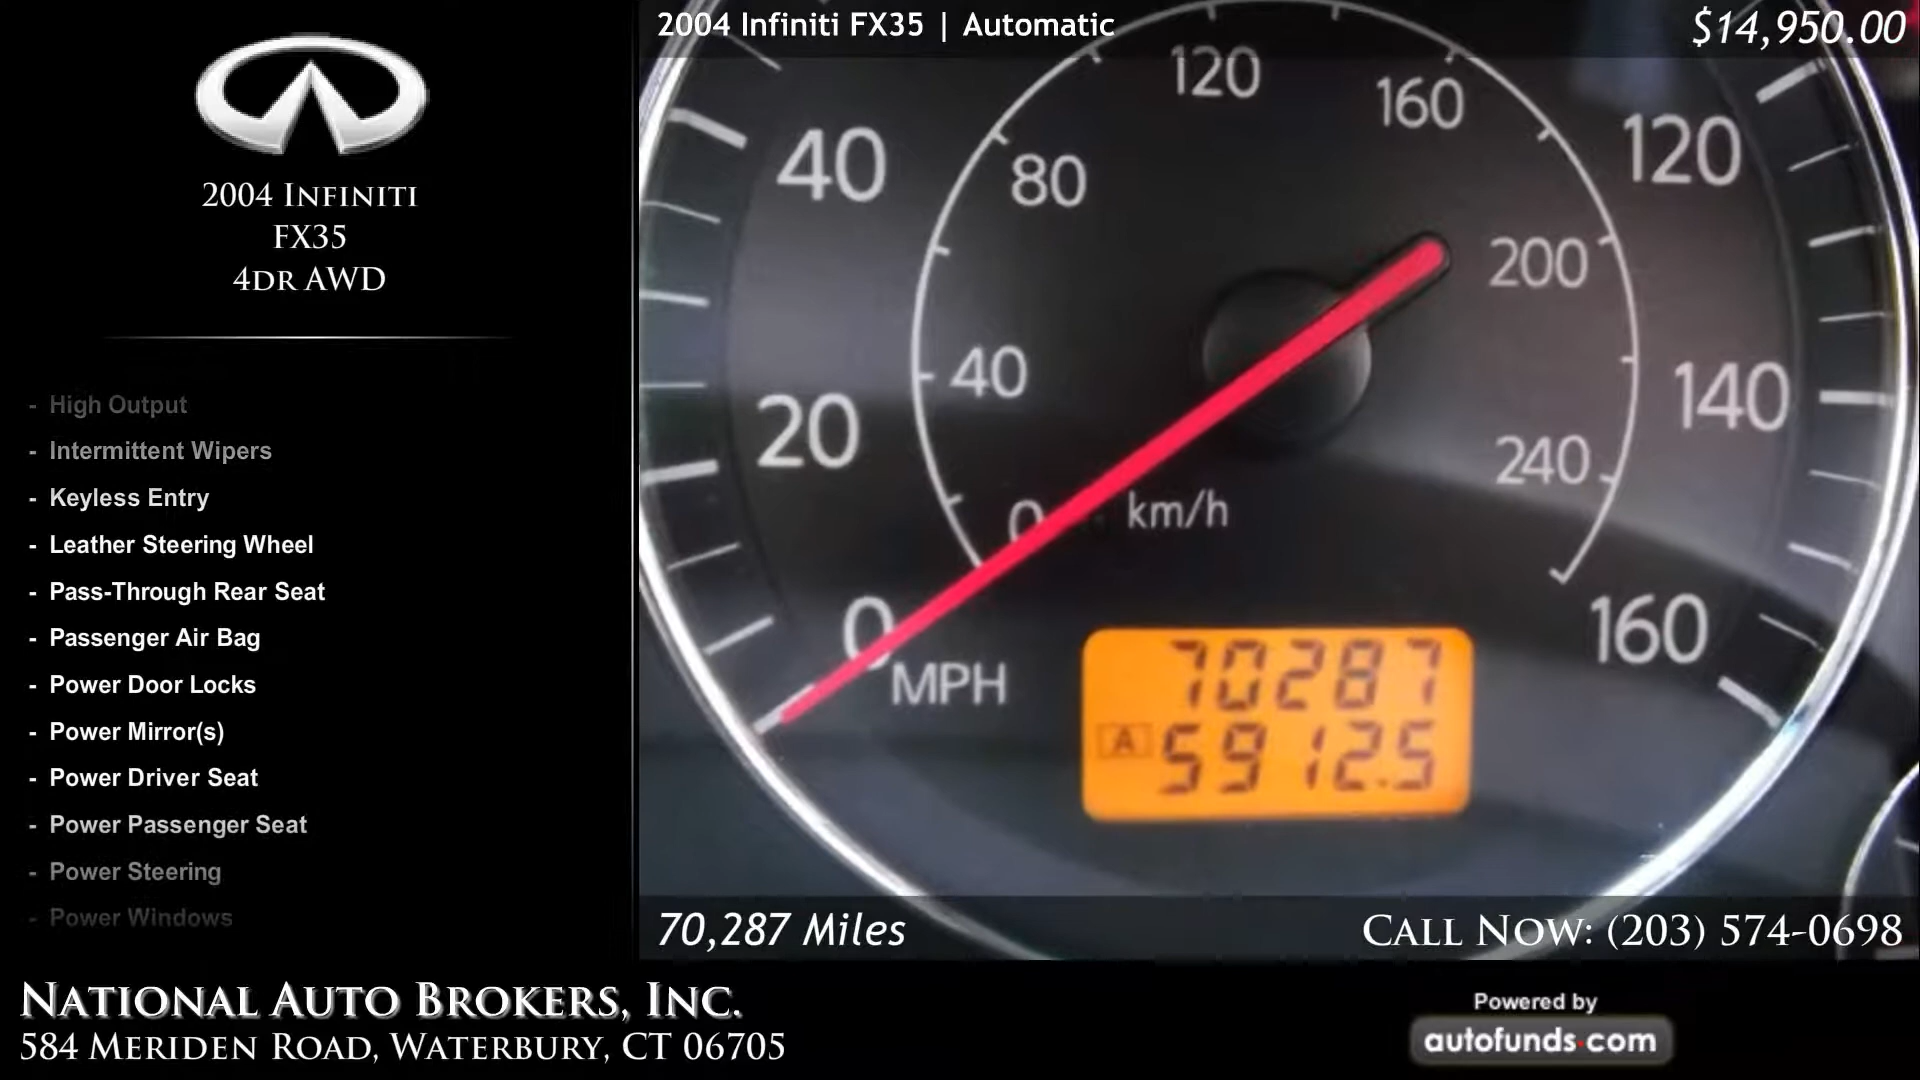 2004 Infiniti
FX35
4dr AWD
- High Output
- Intermittent Wipers
- Keyless Entry
- Leather Steering Wheel
- Pass-Through Rear Seat
- Passenger Air Bag
- Power Door Locks
- Power Mirror(s)
- Power Driver Seat
- Power Passenger Seat
- Power Steering
- Power Windows
2004 Infiniti FX35 | Automatic
$14,950.00
120
160
40
80
120
200
40
20
140
240
0
km/h
0
MPH
160
70287
A 5912.5
70,287 Miles
Call Now: (203) 574-0698
National Auto Brokers, Inc.
584 Meriden Road, Waterbury, CT 06705
Powered by
autofunds.com